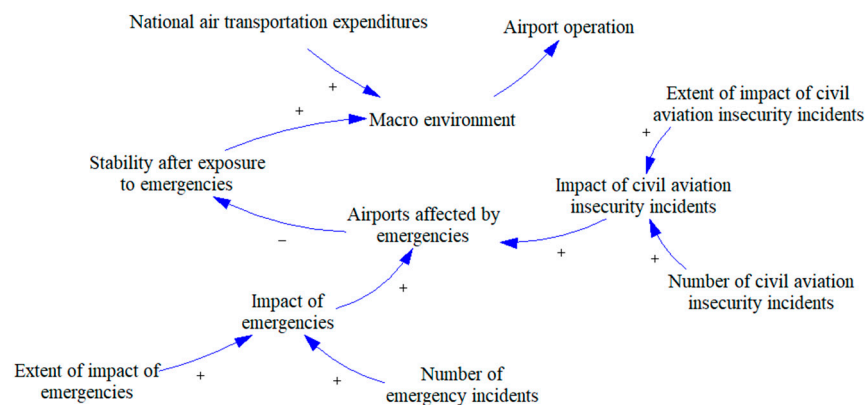 National air transportation expenditures
Airport operation
+
+
Macro environment
Extent of impact of civil
aviation insecurity incidents
+
Stability after exposure
to emergencies
Impact of civil aviation
insecurity incidents
Airports affected by
emergencies
−
+
+
Number of civil aviation
insecurity incidents
+
Impact of
emergencies
Extent of impact of
emergencies
+
+
Number of
emergency incidents